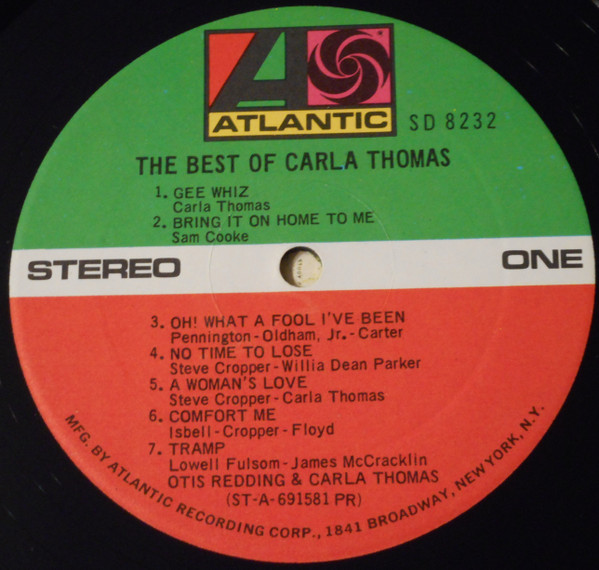 ATLANTIC
SD 8232
THE BEST OF CARLA THOMAS
1. GEE WHIZ
Carla Thomas
2. BRING IT ON HOME TO ME
Sam Cooke
STEREO
ONE
3. OH! WHAT A FOOL I'VE BEEN
Pennington-Oldham, Jr.-Carter
4. NO TIME TO LOSE
Steve Cropper-Willia Dean Parker
5. A WOMAN'S LOVE
Steve Cropper-Carla Thomas
6. COMFORT ME
Isbell-Cropper-Floyd
7. TRAMP
Lowell Fulsom-James McCracklin
OTIS REDDING & CARLA THOMAS
(ST-A-691581 PR)
MFG. BY ATLANTIC RECORDING CORP., 1841 BROADWAY, NEW YORK, N.Y.